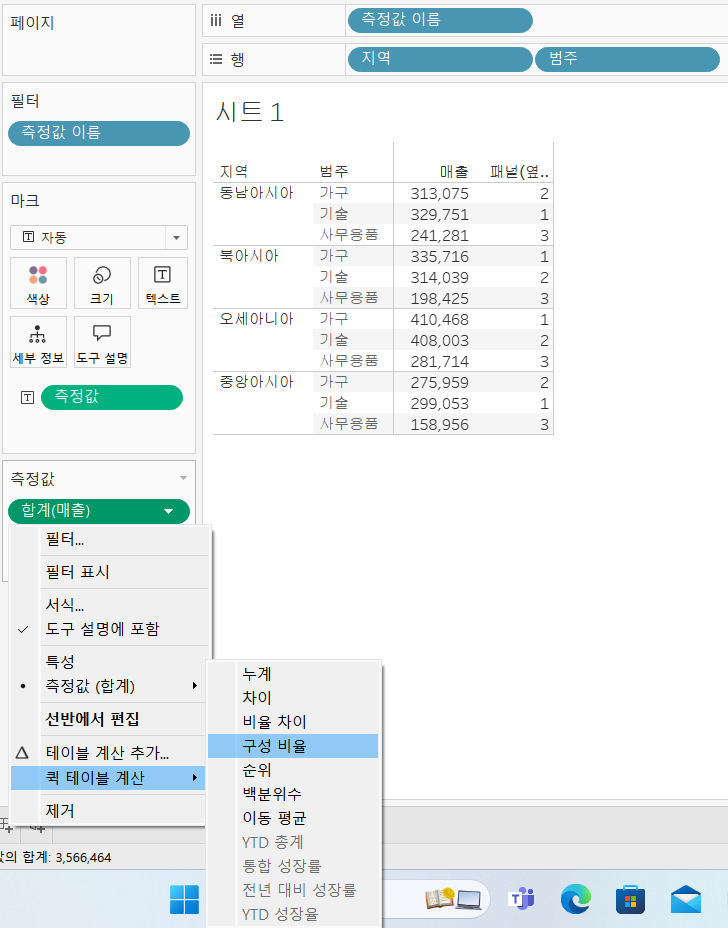 페이지
iii 열
측정값 이름
행
지역
범주
필터
측정값 이름
마크
자동
색상
크기
텍스트
세부 정보
도구 설명
측정값
측정값
합계(매출)
시트 1
지역 범주 매출 패널(옆..
동남아시아 가구 313,075 2
기술 329,751 1
사무용품 241,281 3
북아시아 가구 335,716 1
기술 314,039 2
사무용품 198,425 3
오세아니아 가구 410,468 1
기술 408,003 2
사무용품 281,714 3
중앙아시아 가구 275,959 2
기술 299,053 1
사무용품 158,956 3
필터...
필터 표시
서식...
도구 설명에 포함
특성
측정값 (합계)
선반에서 편집
테이블 계산 추가...
퀵 테이블 계산
제거
누계
차이
비율 차이
구성 비율
순위
백분위수
이동 평균
YTD 총계
통합 성장률
전년 대비 성장률
YTD 성장율
합계: 3,566,464